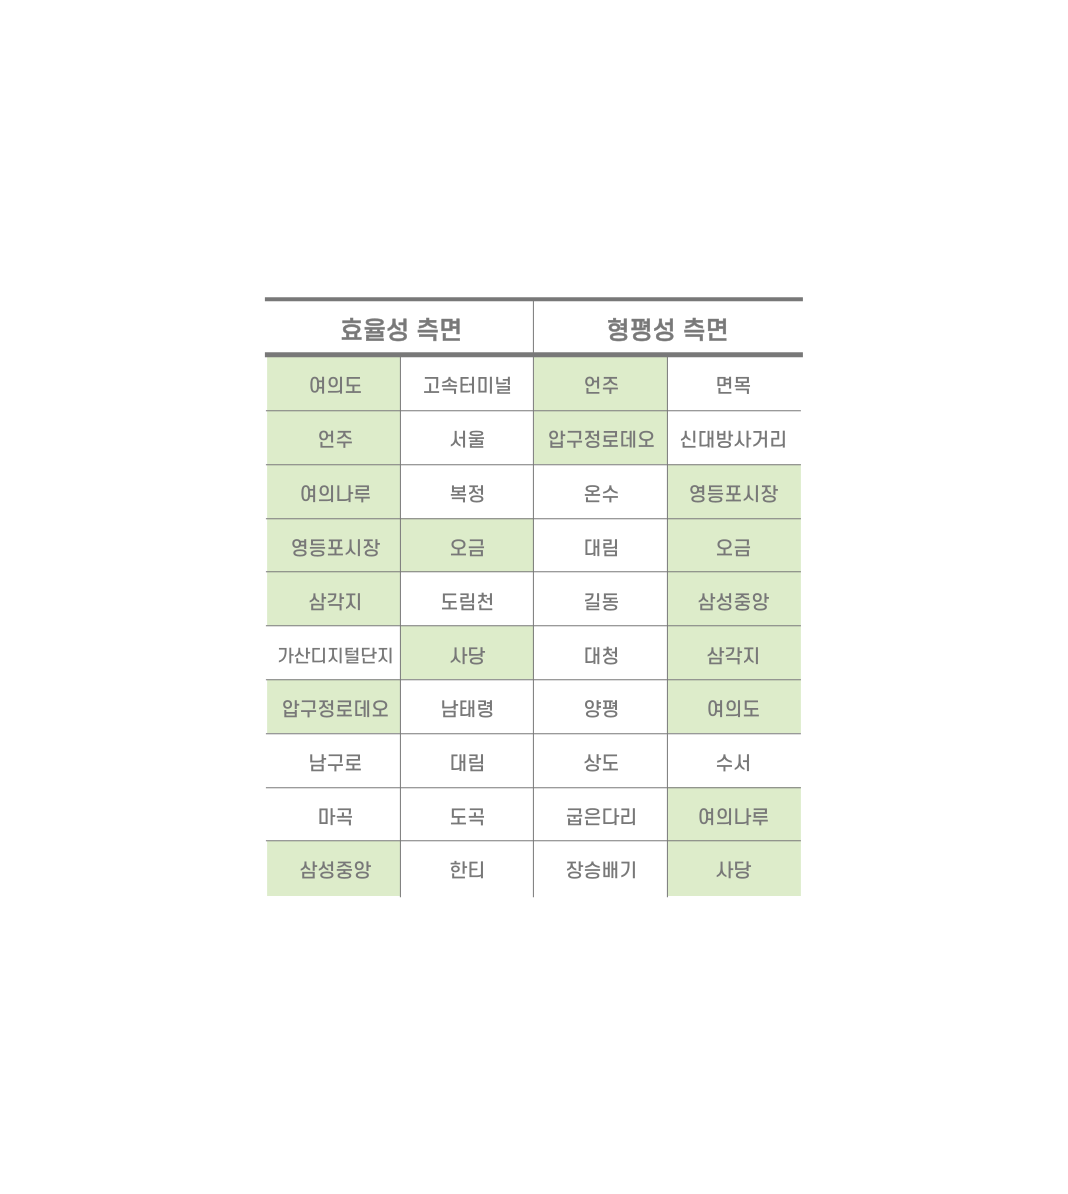 효율성 측면 형평성 측면
여의도 고속터미널 언주 면목
언주 서울 압구정로데오 신대방사거리
여의나루 복정 온수 영등포시장
영등포시장 오금 대림 오금
삼각지 도림천 길동 삼성중앙
가산디지털단지 사당 대청 삼각지
압구정로데오 남태령 양평 여의도
남구로 대림 상도 수서
마곡 도곡 굽은다리 여의나루
삼성중앙 한티 장승배기 사당